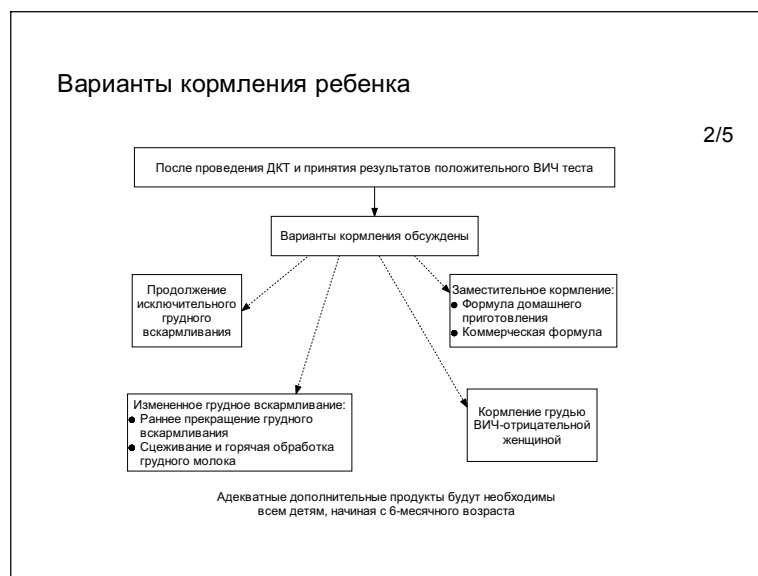 Варианты кормления ребенка
2/5
После проведения ДКТ и принятия результатов положительного ВИЧ теста
Варианты кормления обсуждены
Продолжение
исключительного
грудного
вскармливания
Заместительное кормление:
● Формула домашнего
приготовления
● Коммерческая формула
Измененное грудное вскармливание:
● Раннее прекращение грудного
вскармливания
● Сцеживание и горячая обработка
грудного молока
Кормление грудью
ВИЧ-отрицательной
женщиной
Адекватные дополнительные продукты будут необходимы
всем детям, начиная с 6-месячного возраста